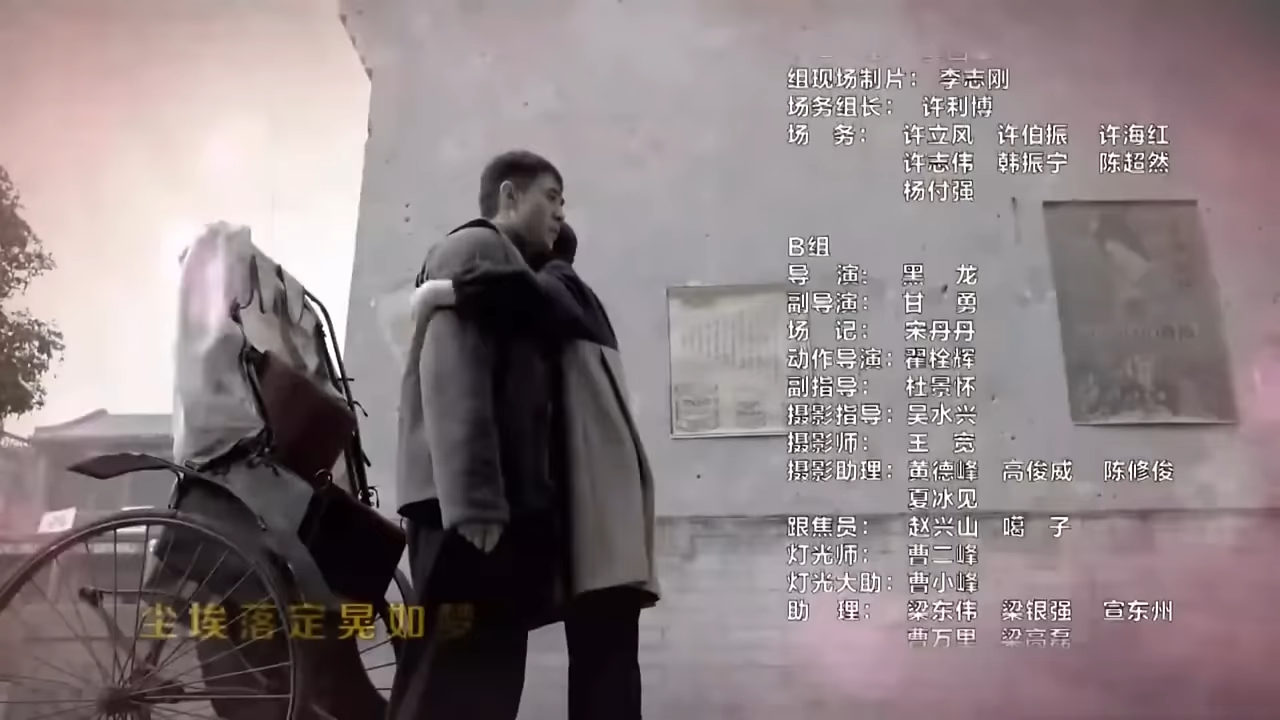 组现场制片： 李志刚
场务组长： 许利博
场 务： 许立风 许伯振 许海红
许志伟 韩振宁 陈超然
杨付强
B组
导 演： 黑 龙
副导演： 甘 勇
场 记： 宋丹丹
动作导演：翟栓辉
副指导： 杜景怀
摄影指导：吴水兴
摄影师： 王 宽
摄影助理：黄德峰 高俊威 陈修俊
夏冰见
跟焦员： 赵兴山 噶 子
灯光师： 曹二峰
灯光大助：曹小峰
助 理： 梁东伟 梁银强 宣东州
曹万里 梁高磊
尘埃落定晃如梦